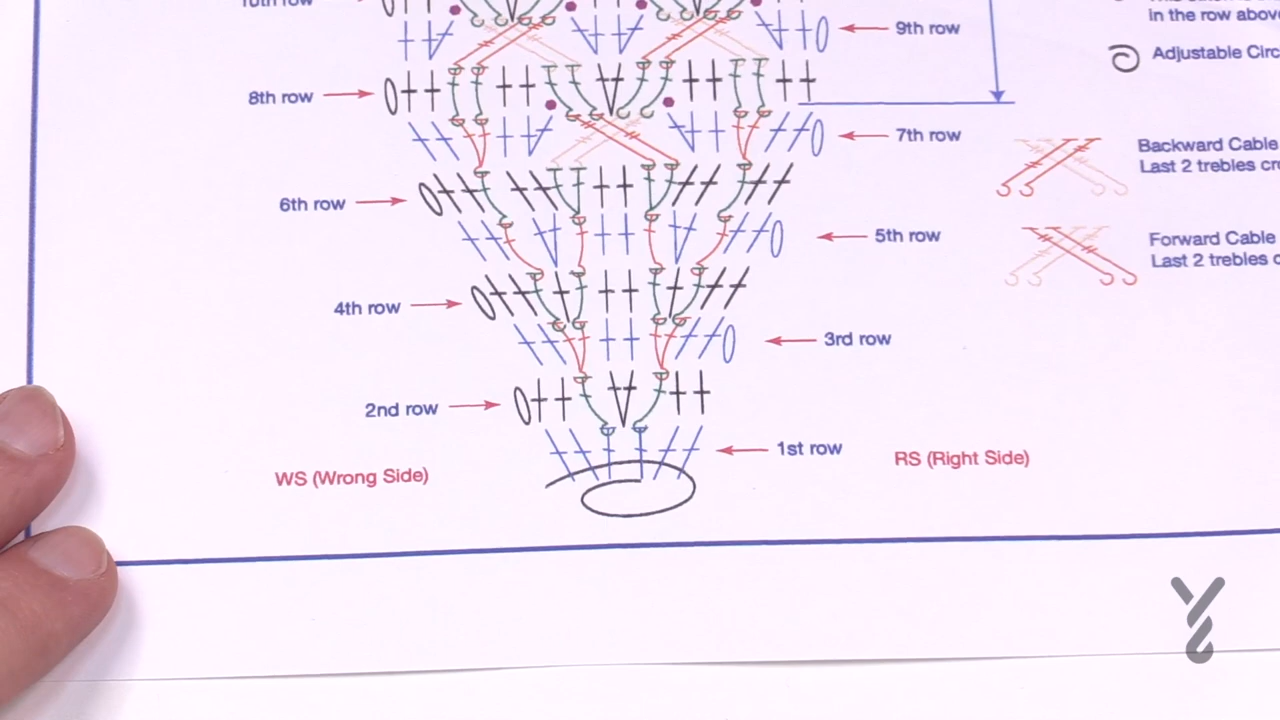 10th row
9th row
in the row above
8th row
Adjustable Circ
7th row
Backward Cable
Last 2 trebles cr
6th row
5th row
Forward Cable
Last 2 trebles
4th row
3rd row
2nd row
1st row
WS (Wrong Side)
RS (Right Side)